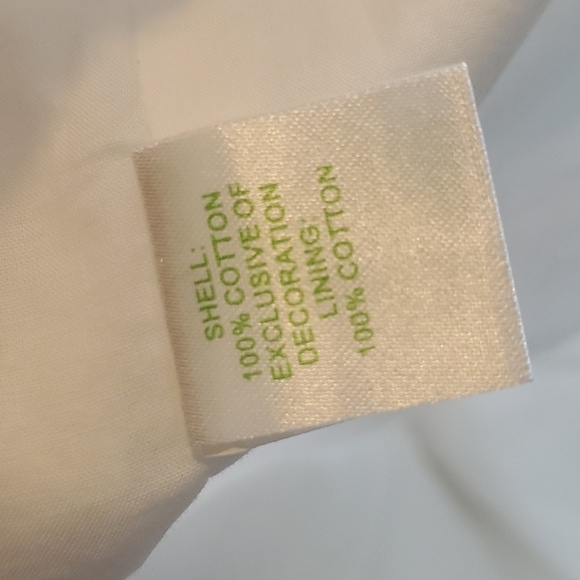 SHELL:
100% COTTON
EXCLUSIVE OF
DECORATION
LINING:
100% COTTON